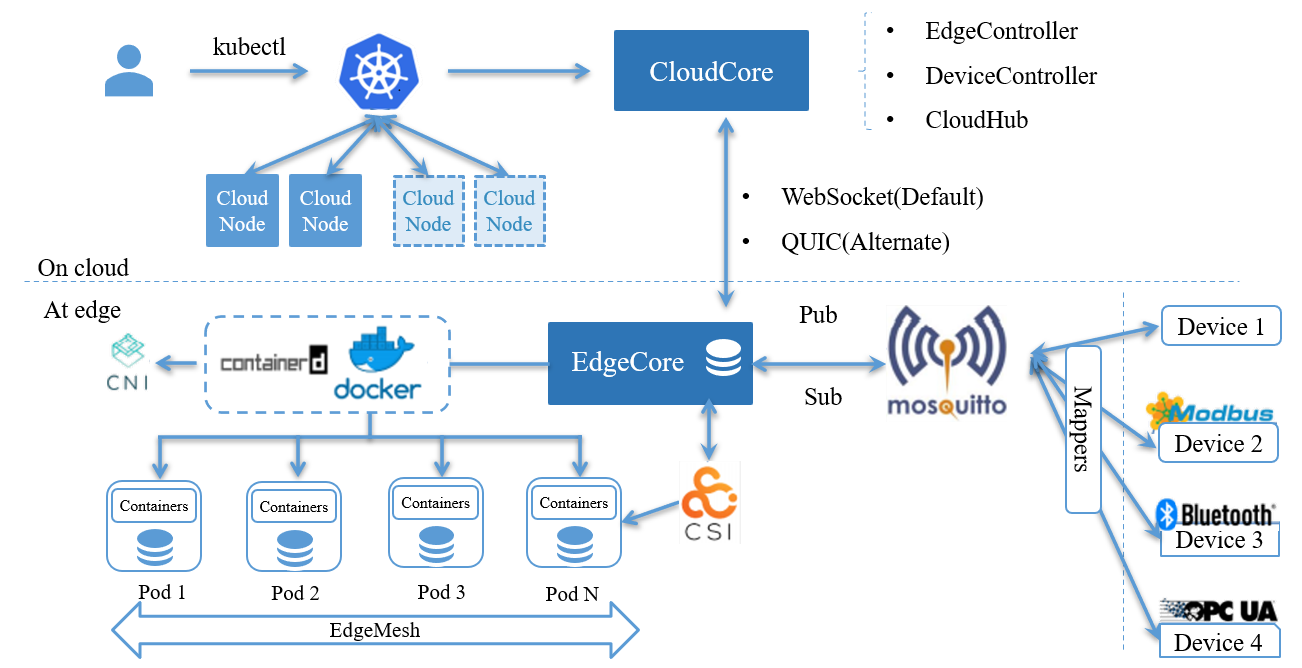 kubectl
CloudCore
• EdgeController
• DeviceController
• CloudHub
Cloud
Node
Cloud
Node
Cloud
Node
Cloud
Node
• WebSocket(Default)
• QUIC(Alternate)
On cloud
At edge
CNI
containerd
docker
EdgeCore
Pub
Sub
mosquitto
Mappers
Device 1
Modbus
Device 2
Bluetooth®
Device 3
OPC UA
Device 4
CSI
Containers
Containers
Containers
Containers
Pod 1
Pod 2
Pod 3
Pod N
EdgeMesh